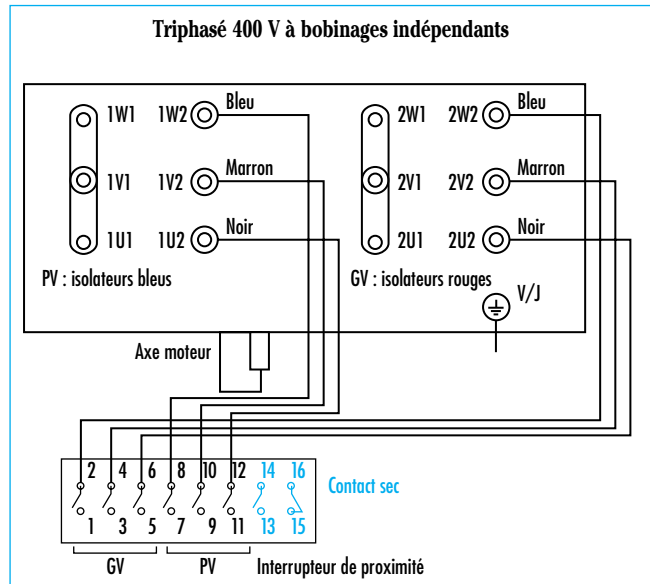 Triphasé 400 V à bobinages indépendants
1W1 1W2 Bleu 2W1 2W2 Bleu
1V1 1V2 Marron 2V1 2V2 Marron
1U1 1U2 Noir 2U1 2U2 Noir
PV : isolateurs bleus GV : isolateurs rouges
V/J
Axe moteur
2 4 6 8 10 12 14 16
Contact sec
1 3 5 7 9 11 13 15
GV PV Interrupteur de proximité